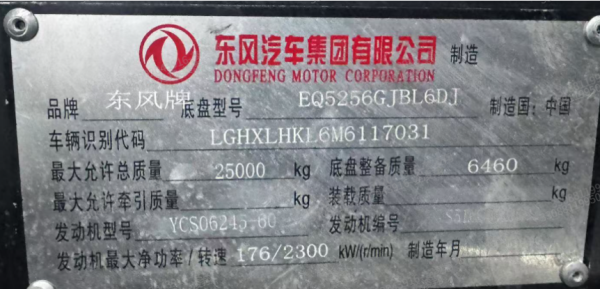 东风汽车集团有限公司 制造
DONGFENG MOTOR CORPORATION
品牌 东风牌 底盘型号 EQ5256GJBL6DJ 制造国：中国
车辆识别代码 LGHXLHKL6M6117031
最大允许总质量 25000 kg 底盘整备质量 6460 kg
最大允许牵引质量 kg 装载质量 kg
发动机型号 YCS06245-60 发动机编号
发动机最大净功率／转速 176/2300 kW/(r/min) 制造年月